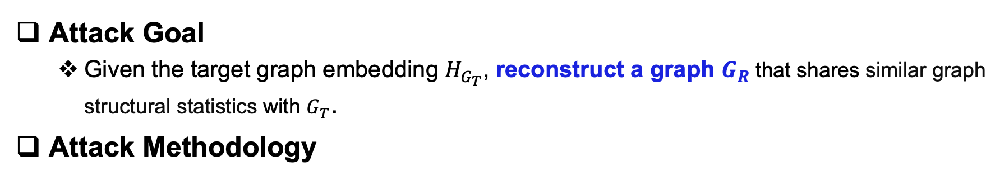 ❑ Attack Goal
❖ Given the target graph embedding $H_{G_T}$, reconstruct a graph $G_R$ that shares similar graph
structural statistics with $G_T$.
❑ Attack Methodology